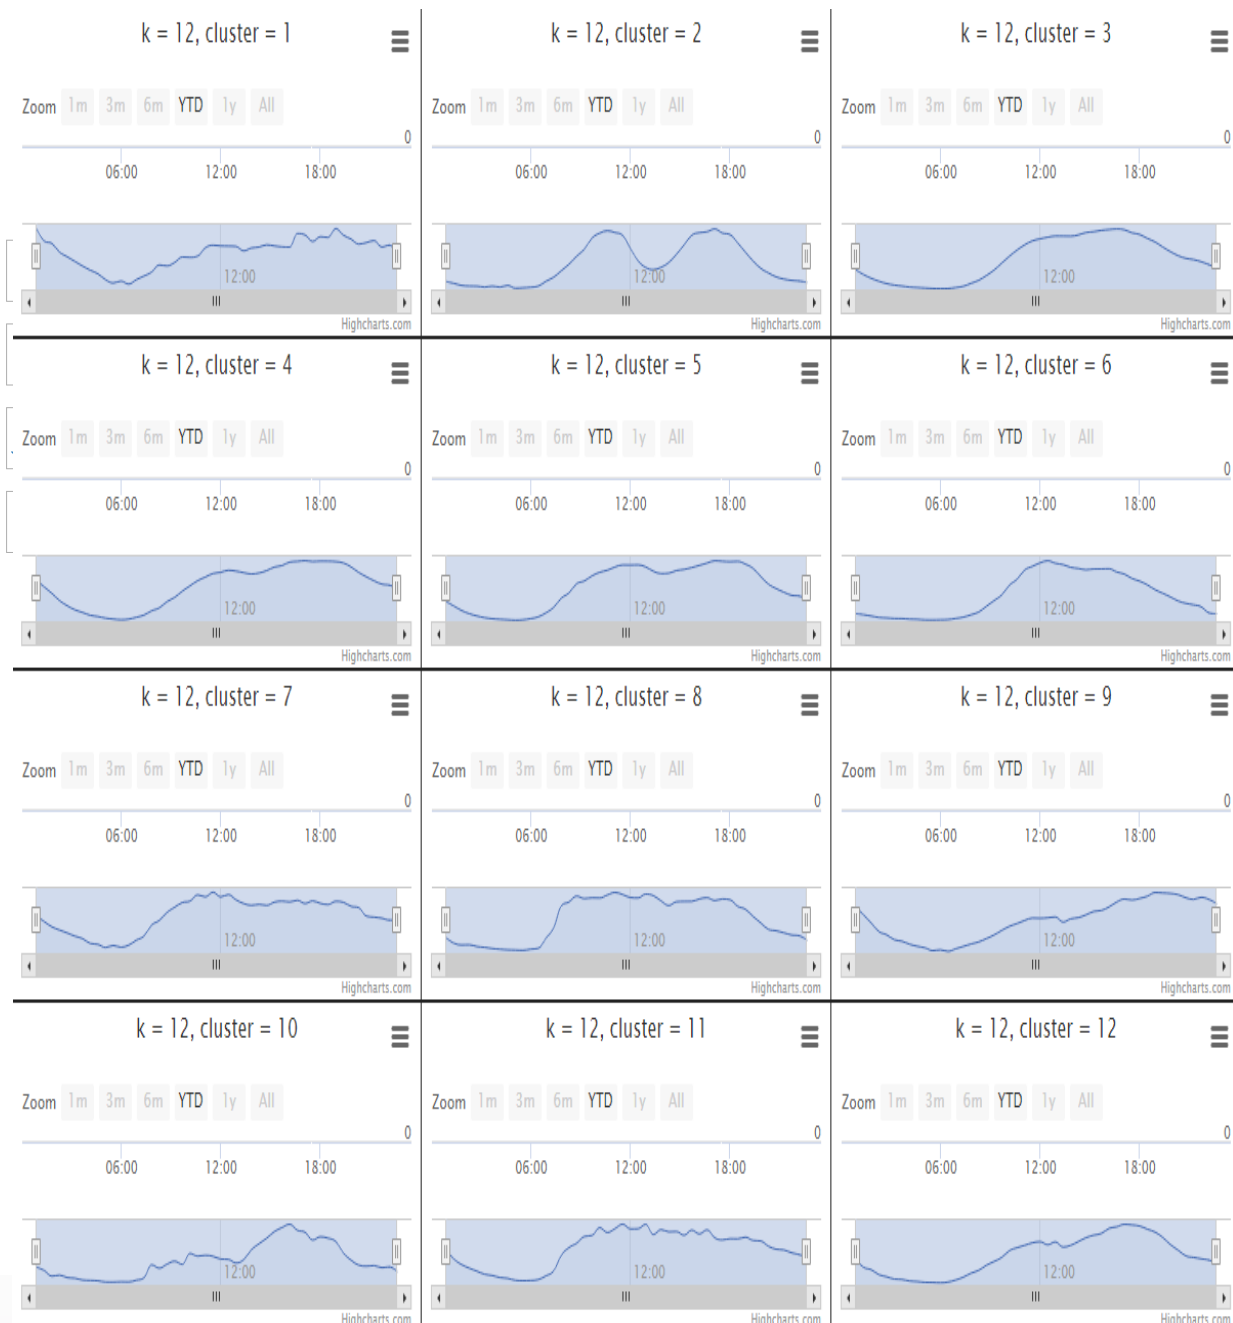 k = 12, cluster = 1
Zoom 1m 3m 6m YTD 1y All
0
06:00 12:00 18:00
12:00
Highcharts.com
k = 12, cluster = 2
Zoom 1m 3m 6m YTD 1y All
0
06:00 12:00 18:00
12:00
Highcharts.com
k = 12, cluster = 3
Zoom 1m 3m 6m YTD 1y All
0
06:00 12:00 18:00
12:00
Highcharts.com
k = 12, cluster = 4
Zoom 1m 3m 6m YTD 1y All
0
06:00 12:00 18:00
12:00
Highcharts.com
k = 12, cluster = 5
Zoom 1m 3m 6m YTD 1y All
0
06:00 12:00 18:00
12:00
Highcharts.com
k = 12, cluster = 6
Zoom 1m 3m 6m YTD 1y All
0
06:00 12:00 18:00
12:00
Highcharts.com
k = 12, cluster = 7
Zoom 1m 3m 6m YTD 1y All
0
06:00 12:00 18:00
12:00
Highcharts.com
k = 12, cluster = 8
Zoom 1m 3m 6m YTD 1y All
0
06:00 12:00 18:00
12:00
Highcharts.com
k = 12, cluster = 9
Zoom 1m 3m 6m YTD 1y All
0
06:00 12:00 18:00
12:00
Highcharts.com
k = 12, cluster = 10
Zoom 1m 3m 6m YTD 1y All
0
06:00 12:00 18:00
12:00
Highcharts.com
k = 12, cluster = 11
Zoom 1m 3m 6m YTD 1y All
0
06:00 12:00 18:00
12:00
Highcharts.com
k = 12, cluster = 12
Zoom 1m 3m 6m YTD 1y All
0
06:00 12:00 18:00
12:00
Highcharts.com